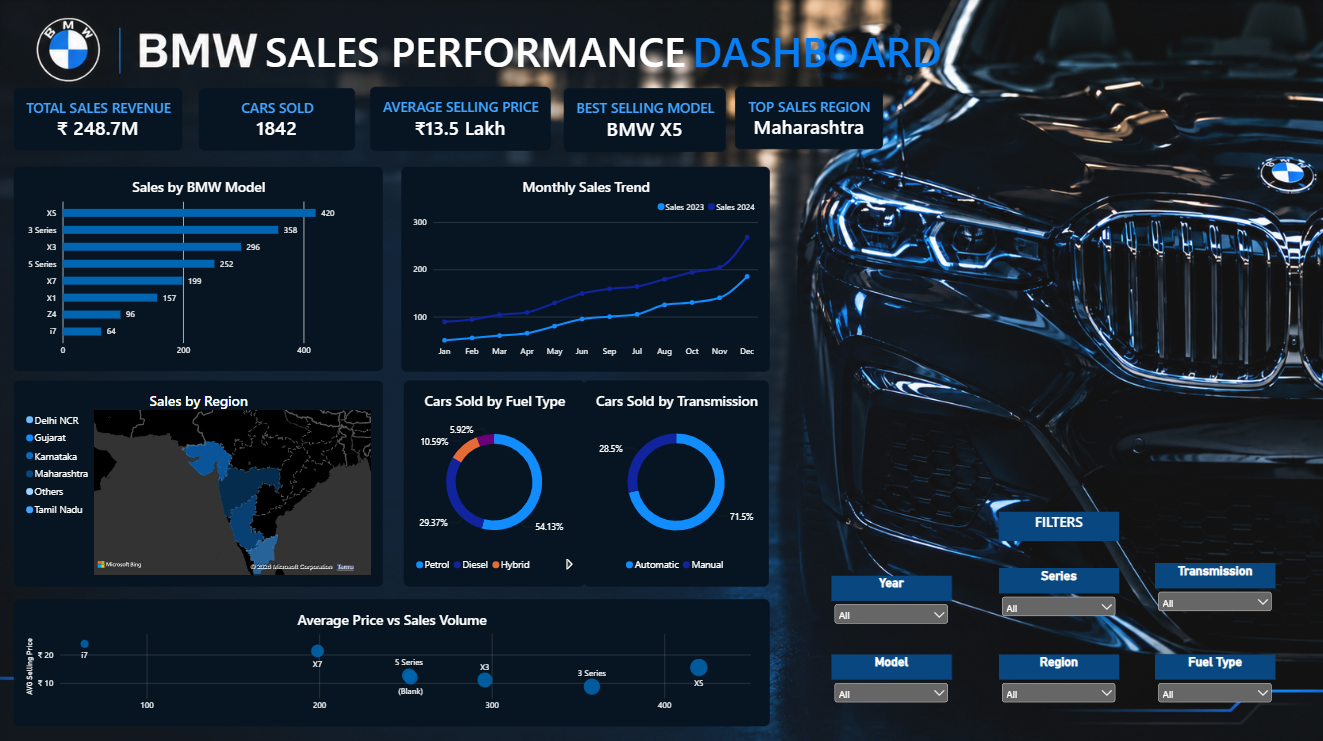 BMW
BMW SALES PERFORMANCE DASHBOARD
TOTAL SALES REVENUE
₹ 248.7M
CARS SOLD
1842
AVERAGE SELLING PRICE
₹13.5 Lakh
BEST SELLING MODEL
BMW X5
TOP SALES REGION
Maharashtra
Sales by BMW Model
X5 420
3 Series 358
X3 296
5 Series 252
X7 199
X1 157
Z4 96
i7 64
0 200 400
Monthly Sales Trend
Sales 2023 Sales 2024
300
200
100
Jan Feb Mar Apr May Jun Sep Jul Aug Oct Nov Dec
Sales by Region
Delhi NCR
Gujarat
Karnataka
Maharashtra
Others
Tamil Nadu
Microsoft Bing
© 2026 Microsoft Corporation Terms
Cars Sold by Fuel Type
5.92%
10.59%
29.37%
54.13%
Petrol Diesel Hybrid
Cars Sold by Transmission
28.5%
71.5%
Automatic Manual
Average Price vs Sales Volume
AVG Selling Price
₹ 20
₹ 10
i7
X7
5 Series
(Blank)
X3
3 Series
X5
100 200 300 400
FILTERS
Year
All
Series
All
Transmission
All
Model
All
Region
All
Fuel Type
All